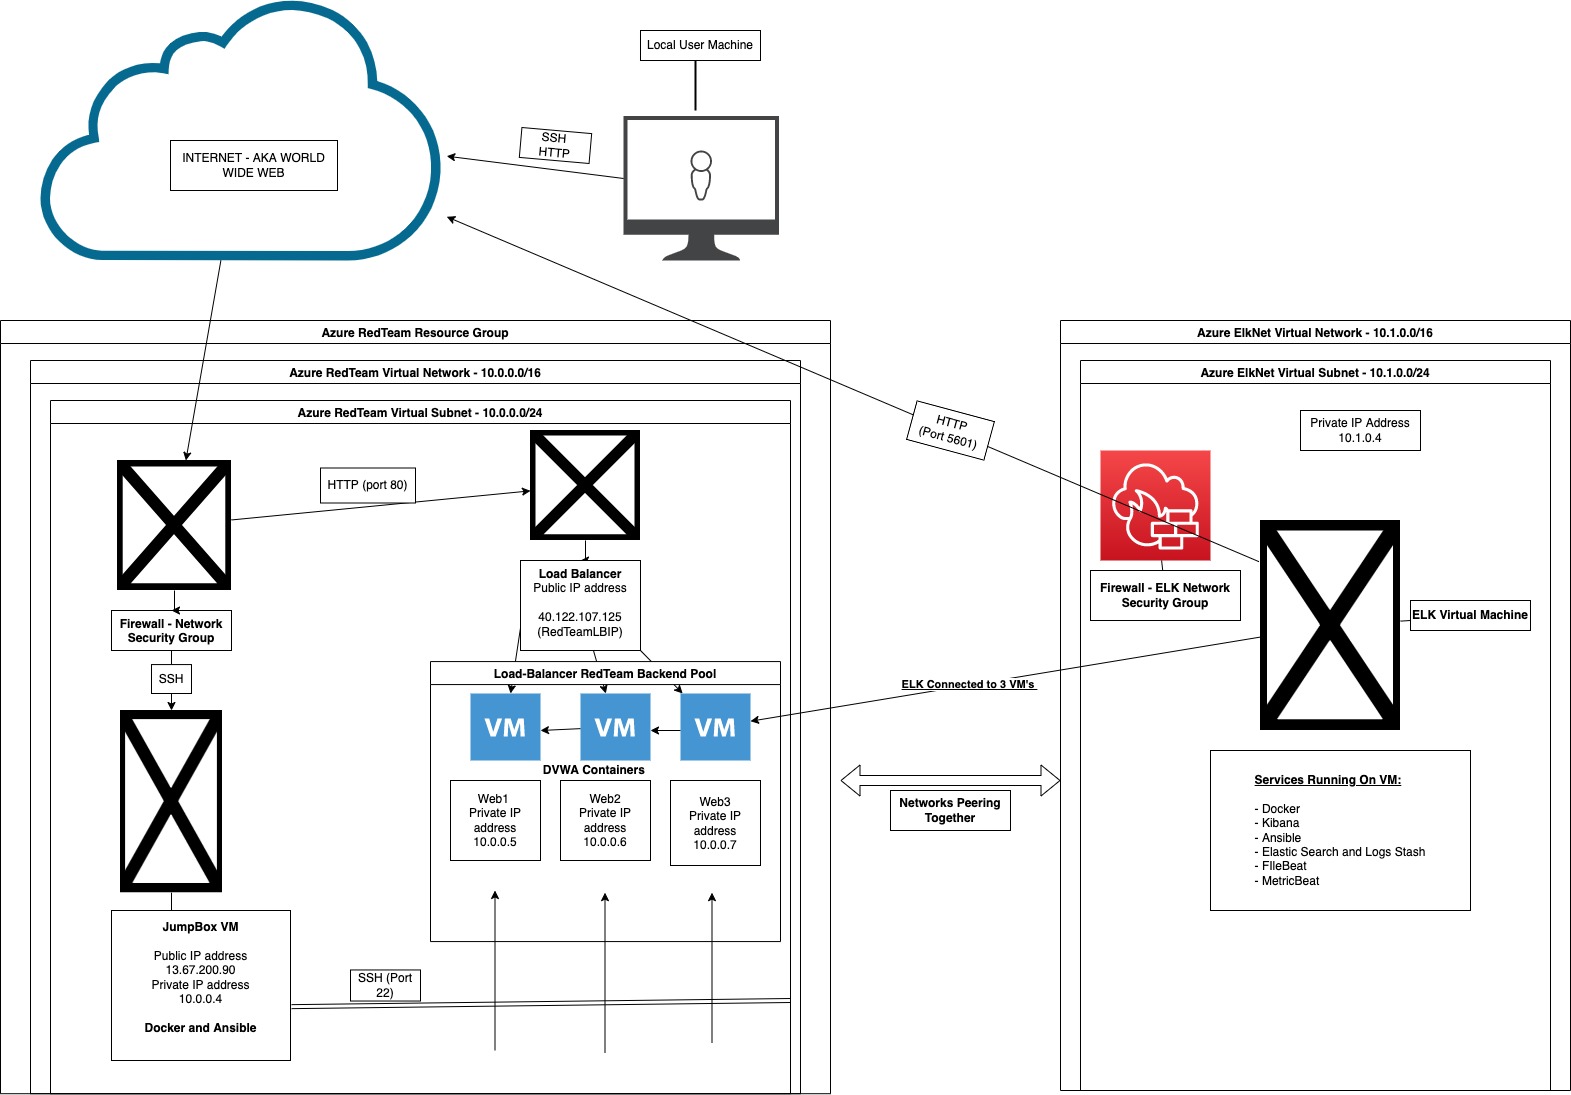 Local User Machine
SSH
HTTP
INTERNET - AKA WORLD
WIDE WEB
Azure RedTeam Resource Group
Azure RedTeam Virtual Network - 10.0.0.0/16
Azure RedTeam Virtual Subnet - 10.0.0.0/24
HTTP (port 80)
Load Balancer
Public IP address
40.122.107.125
(RedTeamLBIP)
Firewall - Network
Security Group
SSH
Load-Balancer RedTeam Backend Pool
VM
VM
VM
DVWA Containers
Web1
Private IP
address
10.0.0.5
Web2
Private IP
address
10.0.0.6
Web3
Private IP
address
10.0.0.7
JumpBox VM
Public IP address
13.67.200.90
Private IP address
10.0.0.4
Docker and Ansible
SSH (Port
22)
HTTP
(Port 5601)
ELK Connected to 3 VM's
Networks Peering
Together
Azure ElkNet Virtual Network - 10.1.0.0/16
Azure ElkNet Virtual Subnet - 10.1.0.0/24
Private IP Address
10.1.0.4
Firewall - ELK Network
Security Group
ELK Virtual Machine
Services Running On VM:
- Docker
- Kibana
- Ansible
- Elastic Search and Logs Stash
- FIleBeat
- MetricBeat